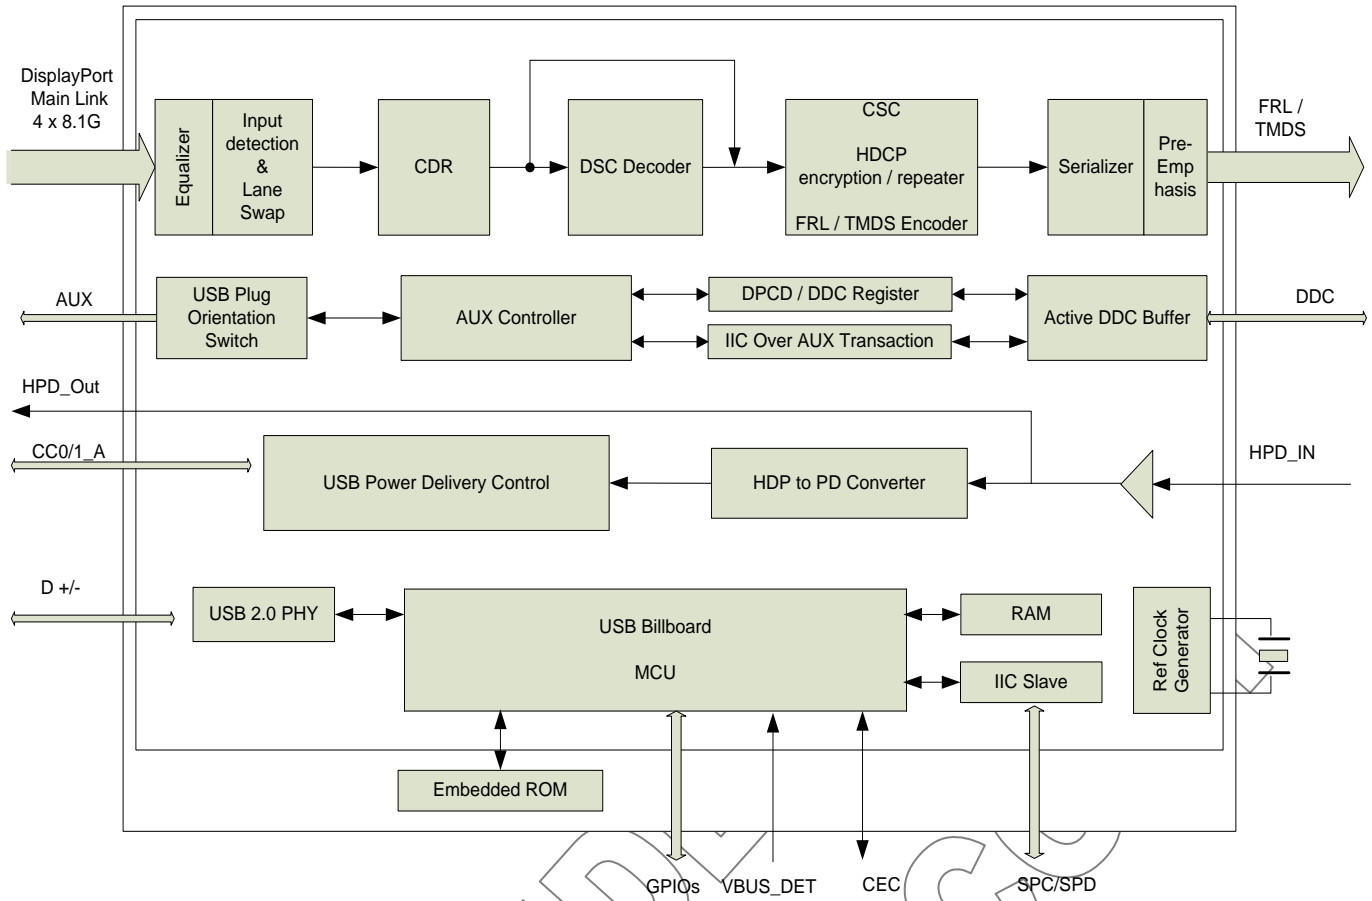 DisplayPort
Main Link
4 x 8.1G
Equalizer
Input
detection
&
Lane
Swap
CDR
DSC Decoder
CSC
HDCP
encryption / repeater
FRL / TMDS Encoder
Serializer
Pre-
Emp
hasis
FRL /
TMDS
AUX
USB Plug
Orientation
Switch
AUX Controller
DPCD / DDC Register
IIC Over AUX Transaction
Active DDC Buffer
DDC
HPD_Out
CC0/1_A
USB Power Delivery Control
HDP to PD Converter
HPD_IN
D +/-
USB 2.0 PHY
USB Billboard
MCU
RAM
IIC Slave
Ref Clock
Generator
Embedded ROM
GPIOs
VBUS_DET
CEC
SPC/SPD